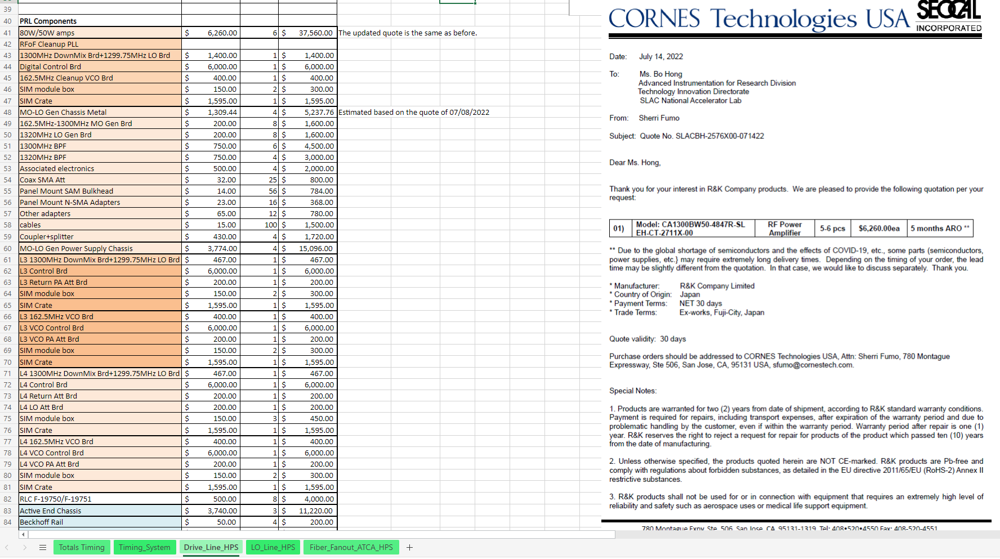 39
40 PRL Components
41 80W/50W amps $ 6,260.00 6 $ 37,560.00 The updated quote is the same as before.
42 RFoF Cleanup PLL
43 1300MHz DownMix Brd+1299.75MHz LO Brd $ 1,400.00 1 $ 1,400.00
44 Digital Control Brd $ 6,000.00 1 $ 6,000.00
45 162.5MHz Cleanup VCO Brd $ 400.00 1 $ 400.00
46 SIM module box $ 150.00 2 $ 300.00
47 SIM Crate $ 1,595.00 1 $ 1,595.00
48 MO-LO Gen Chassis Metal $ 1,309.44 4 $ 5,237.76 Estimated based on the quote of 07/08/2022
49 162.5MHz-1300MHz MO Gen Brd $ 200.00 8 $ 1,600.00
50 1320MHz LO Gen Brd $ 200.00 8 $ 1,600.00
51 1300MHz BPF $ 750.00 6 $ 4,500.00
52 1320MHz BPF $ 750.00 4 $ 3,000.00
53 Associated electronics $ 500.00 4 $ 2,000.00
54 Coax SMA Att $ 32.00 25 $ 800.00
55 Panel Mount SAM Bulkhead $ 14.00 56 $ 784.00
56 Panel Mount N-SMA Adapters $ 23.00 16 $ 368.00
57 Other adapters $ 65.00 12 $ 780.00
58 cables $ 15.00 100 $ 1,500.00
59 Coupler+splitter $ 430.00 4 $ 1,720.00
60 MO-LO Gen Power Supply Chassis $ 3,774.00 4 $ 15,096.00
61 L3 1300MHz DownMix Brd+1299.75MHz LO Brd $ 467.00 1 $ 467.00
62 L3 Control Brd $ 6,000.00 1 $ 6,000.00
63 L3 Return PA Att Brd $ 200.00 1 $ 200.00
64 SIM module box $ 150.00 2 $ 300.00
65 SIM Crate $ 1,595.00 1 $ 1,595.00
66 L3 162.5MHz VCO Brd $ 400.00 1 $ 400.00
67 L3 VCO Control Brd $ 6,000.00 1 $ 6,000.00
68 L3 VCO PA Att Brd $ 200.00 1 $ 200.00
69 SIM module box $ 150.00 2 $ 300.00
70 SIM Crate $ 1,595.00 1 $ 1,595.00
71 L4 1300MHz DownMix Brd+1299.75MHz LO Brd $ 467.00 1 $ 467.00
72 L4 Control Brd $ 6,000.00 1 $ 6,000.00
73 L4 Return Att Brd $ 200.00 1 $ 200.00
74 L4 LO Att Brd $ 200.00 1 $ 200.00
75 SIM module box $ 150.00 3 $ 450.00
76 SIM Crate $ 1,595.00 1 $ 1,595.00
77 L4 162.5MHz VCO Brd $ 400.00 1 $ 400.00
78 L4 VCO Control Brd $ 6,000.00 1 $ 6,000.00
79 L4 VCO PA Att Brd $ 200.00 1 $ 200.00
80 SIM module box $ 150.00 2 $ 300.00
81 SIM Crate $ 1,595.00 1 $ 1,595.00
82 RLC F-19750/F-19751 $ 500.00 8 $ 4,000.00
83 Active End Chassis $ 3,740.00 3 $ 11,220.00
84 Beckhoff Rail $ 50.00 4 $ 200.00
Totals Timing Timing_System Drive_Line_HPS LO_Line_HPS Fiber_Fanout_ATCA_HPS +
CORNES Technologies USA
INCORPORATED
Date: July 14, 2022
To: Ms. Bo Hong
Advanced Instrumentation for Research Division
Technology Innovation Directorate
SLAC National Accelerator Lab
From: Sherri Fumo
Subject: Quote No. SLACBH-2576X00-071422
Dear Ms. Hong,
Thank you for your interest in R&K Company products. We are pleased to provide the following quotation per your
request:
01) Model: CA1300BW50-4847R-SL RF Power 5-6 pcs $6,260.00ea 5 months ARO **
EH-CT-2711X-00 Amplifier
** Due to the global shortage of semiconductors and the effects of COVID-19, etc., some parts (semiconductors,
power supplies, etc.} may require extremely long delivery times. Depending on the timing of your order, the lead
time may be slightly different from the quotation. In that case, we would like to discuss separately. Thank you.
* Manufacturer: R&K Company Limited
* Country of Origin: Japan
* Payment Terms: NET 30 days
* Trade Terms: Ex-works, Fuji-City, Japan
Quote validity: 30 days
Purchase orders should be addressed to CORNES Technologies USA, Attn: Sherri Fumo, 780 Montague
Expressway, Ste 506, San Jose, CA, 95131 USA, sfumo@cornestech.com.
Special Notes:
1. Products are warranted for two (2) years from date of shipment, according to R&K standard warranty conditions.
Payment is required for repairs, including transport expenses, after expiration of the warranty period and due to
problematic handling by the customer, even if within the warranty period. Warranty period after repair is one (1)
year. R&K reserves the right to reject a request for repair for products of the product which passed ten (10) years
from the date of manufacturing.
2. Unless otherwise specified, the products quoted herein are NOT CE-marked. R&K products are Pb-free and
comply with regulations about forbidden substances, as detailed in the EU directive 2011/65/EU (RoHS-2) Annex II
restrictive substances.
3. R&K products shall not be used for or in connection with equipment that requires an extremely high level of
reliability and safety such as aerospace uses or medical life support equipment.
780 Montague Expy, Ste. 506, San Jose, CA 95131-1319 Tel: 408•520•4550 Fax: 408-520-4551